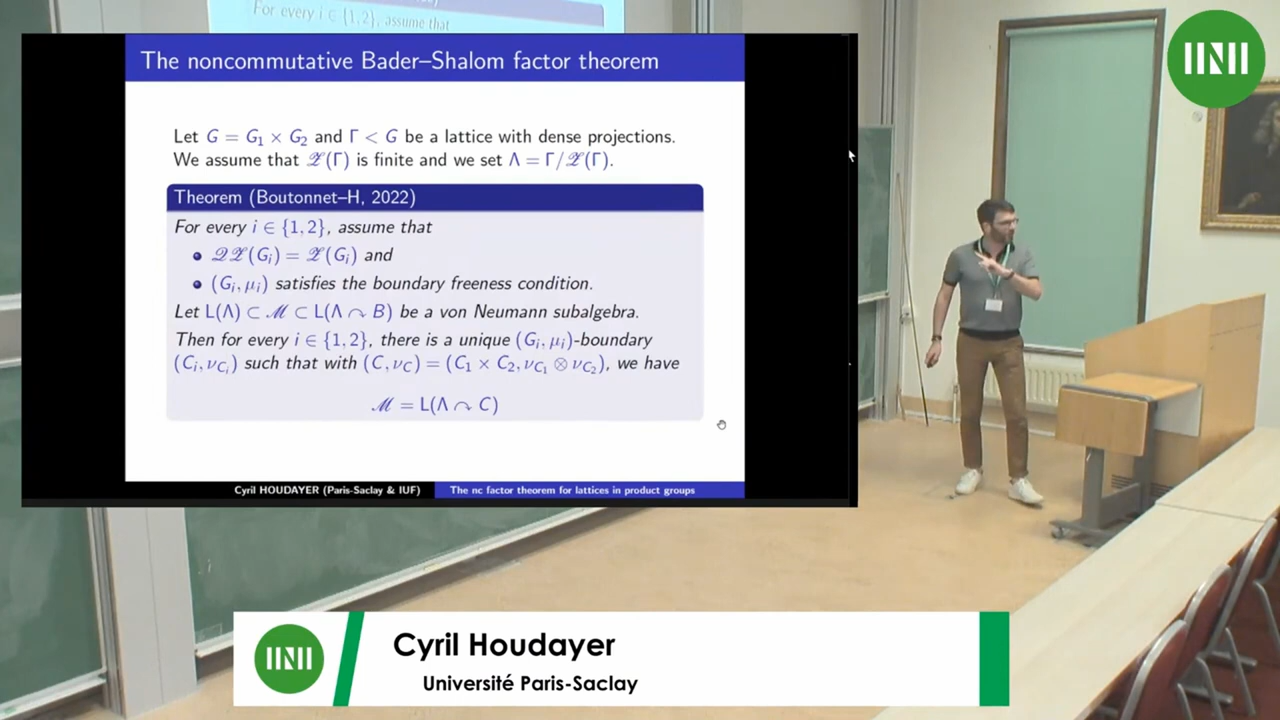 For every i ∈ {1, 2}, assume that
The noncommutative Bader–Shalom factor theorem
Let G = G₁ × G₂ and Γ < G be a lattice with dense projections.
We assume that 𝒵(Γ) is finite and we set Λ = Γ/𝒵(Γ).
Theorem (Boutonnet–H, 2022)
For every i ∈ {1, 2}, assume that
• 𝒬𝒵(Gᵢ) = 𝒵(Gᵢ) and
• (Gᵢ, μᵢ) satisfies the boundary freeness condition.
Let L(Λ) ⊂ ℳ ⊂ L(Λ ↷ B) be a von Neumann subalgebra.
Then for every i ∈ {1, 2}, there is a unique (Gᵢ, μᵢ)-boundary
(Cᵢ, ν_{Cᵢ}) such that with (C, ν_C) = (C₁ × C₂, ν_{C₁} ⊗ ν_{C₂}), we have
ℳ = L(Λ ↷ C)
Cyril HOUDAYER (Paris-Saclay & IUF) The nc factor theorem for lattices in product groups
Cyril Houdayer
Université Paris-Saclay